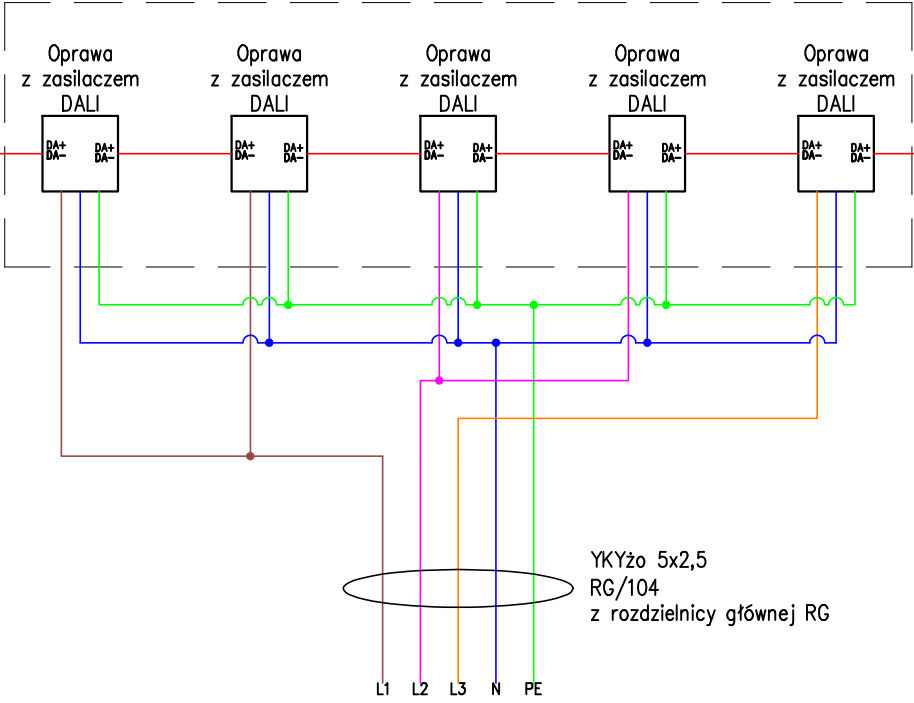 Oprawa
z zasilaczem
DALI
Oprawa
z zasilaczem
DALI
Oprawa
z zasilaczem
DALI
Oprawa
z zasilaczem
DALI
Oprawa
z zasilaczem
DALI
DA+ DA+
DA- DA-
DA+ DA+
DA- DA-
DA+ DA+
DA- DA-
DA+ DA+
DA- DA-
DA+ DA+
DA- DA-
YKYżo 5x2,5
RG/104
z rozdzielnicy głównej RG
L1 L2 L3 N PE